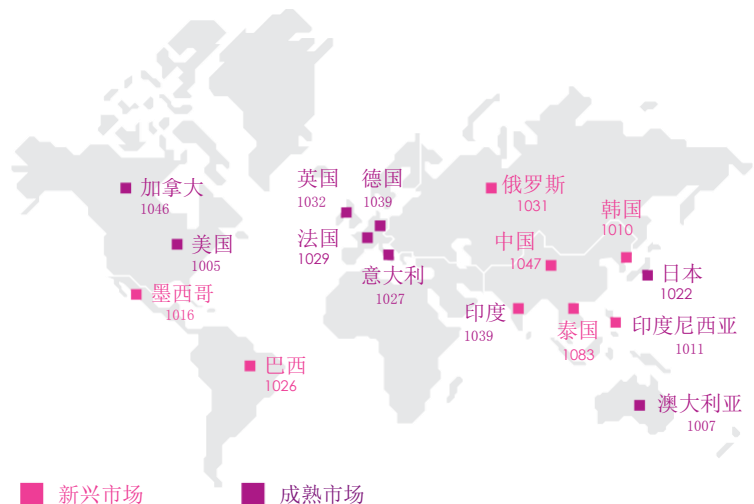 英国 德国
1032 1039
加拿大
1046
俄罗斯
1031
韩国
1010
美国
1005
法国
1029
中国
1047
意大利
1027
日本
1022
墨西哥
1016
印度
1039
泰国
1083
印度尼西亚
1011
巴西
1026
澳大利亚
1007
新兴市场 成熟市场